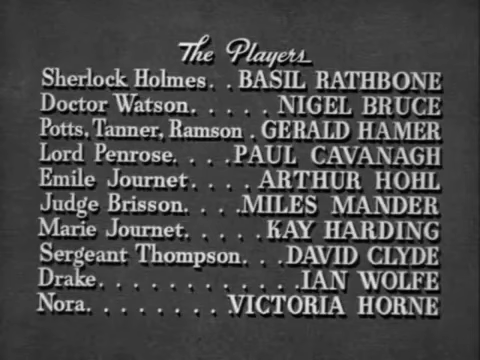 The Players
Sherlock Holmes. . BASIL RATHBONE
Doctor Watson. . . . . NIGEL BRUCE
Potts, Tanner, Ramson . GERALD HAMER
Lord Penrose. . . . PAUL CAVANAGH
Emile Journet. . . . ARTHUR HOHL
Judge Brisson. . . .MILES MANDER
Marie Journet. . . . KAY HARDING
Sergeant Thompson. . .DAVID CLYDE
Drake. . . . . . . . . . . . .IAN WOLFE
Nora. . . . . . . . VICTORIA HORNE